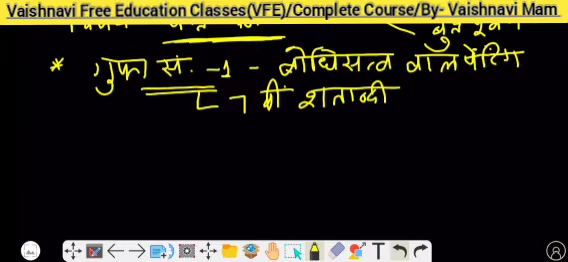 Vaishnavi Free Education Classes(VFE)/Complete Course/By- Vaishnavi Mam
* गुफा सं. -1 - बोधिसत्व वाल पेंटिंग
7 वीं शताब्दी